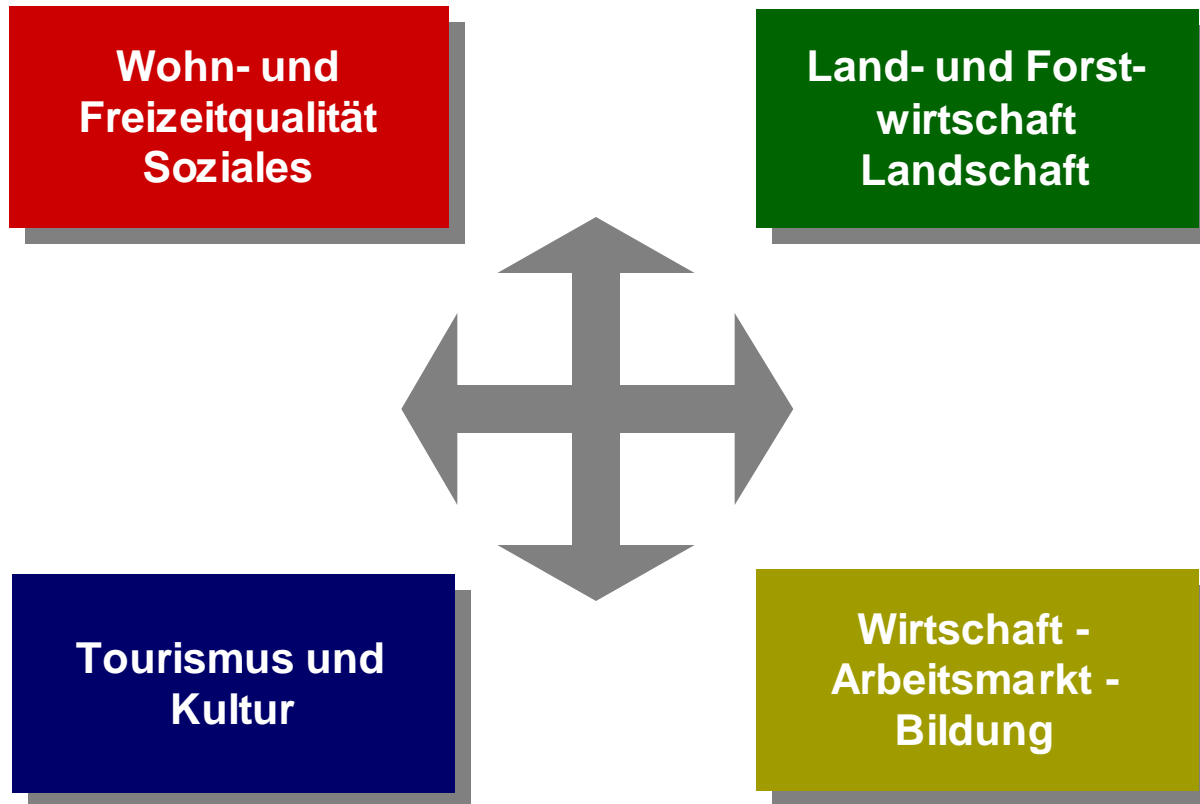 Wohn- und
Freizeitqualität
Soziales
Land- und Forst-
wirtschaft
Landschaft
Tourismus und
Kultur
Wirtschaft -
Arbeitsmarkt -
Bildung